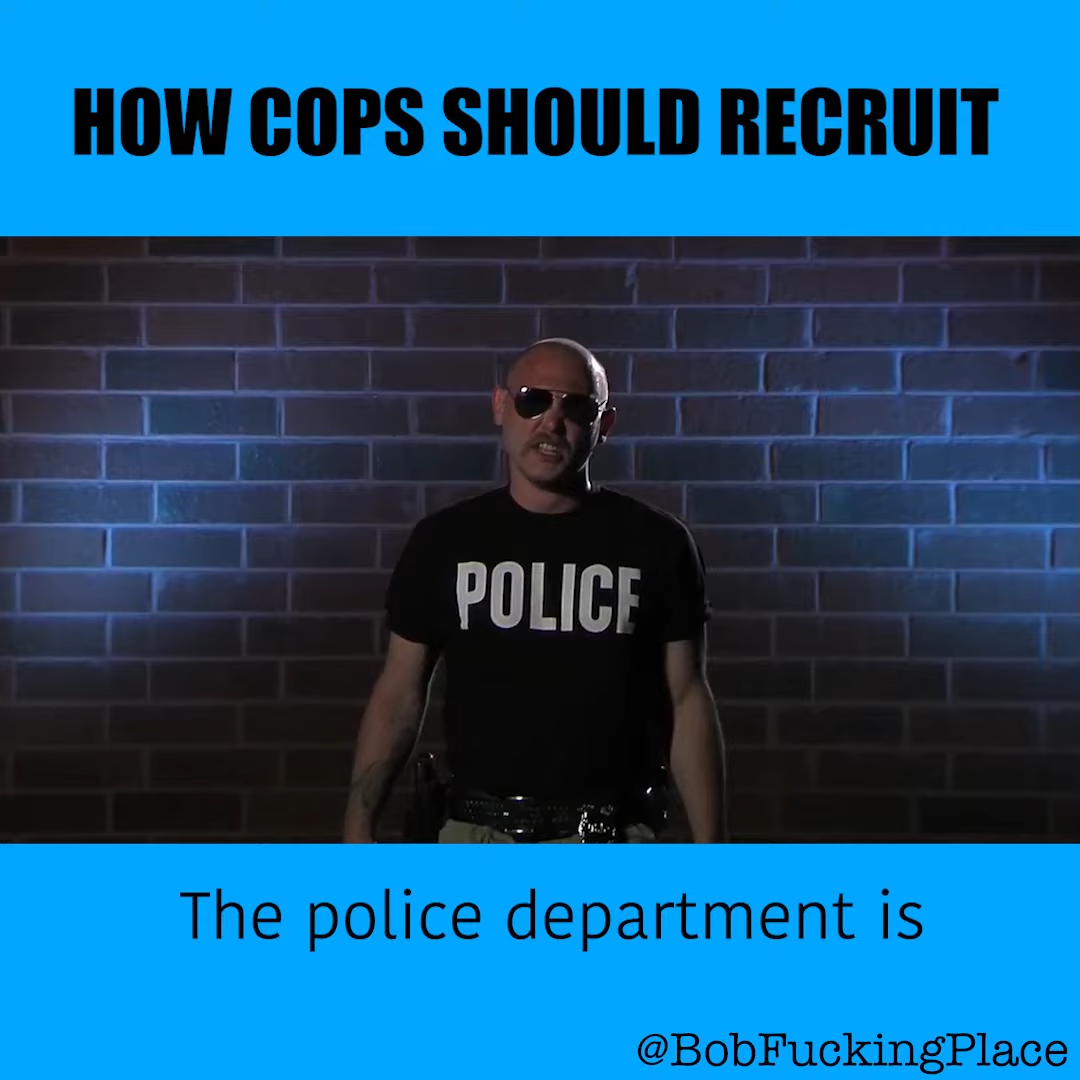 HOW COPS SHOULD RECRUIT
POLICE
The police department is
@BobFuckingPlace